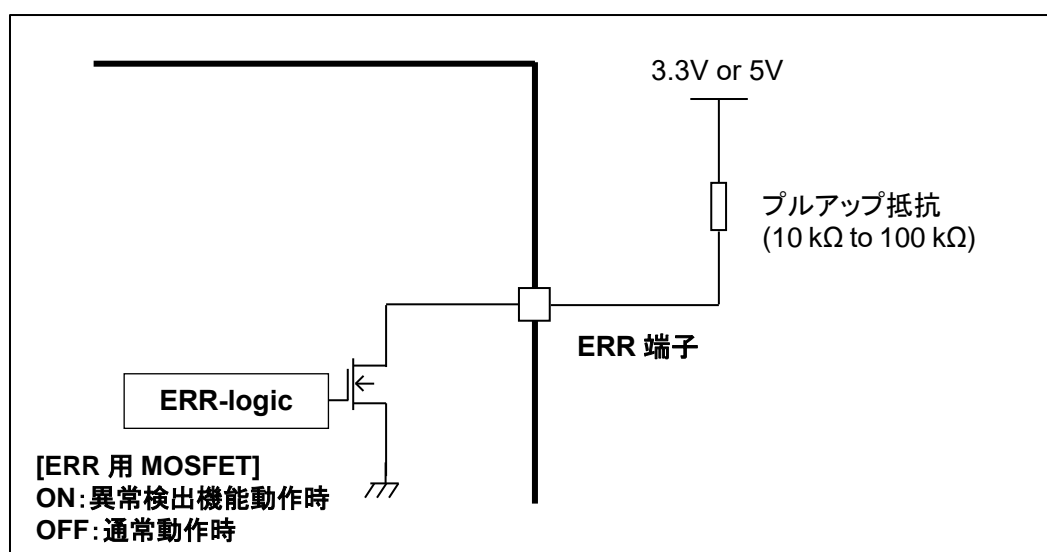 3.3V or 5V
プルアップ抵抗
(10 kΩ to 100 kΩ)
ERR 端子
ERR-logic
[ERR 用 MOSFET]
ON:異常検出機能動作時
OFF:通常動作時